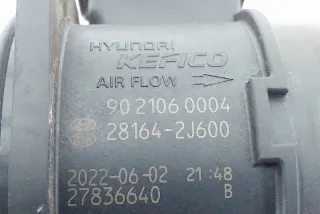 HYUNDAI
KEFICO
AIR FLOW
90 2106 0004
28164-2J600
2022-06-02 21:48
27836640 B